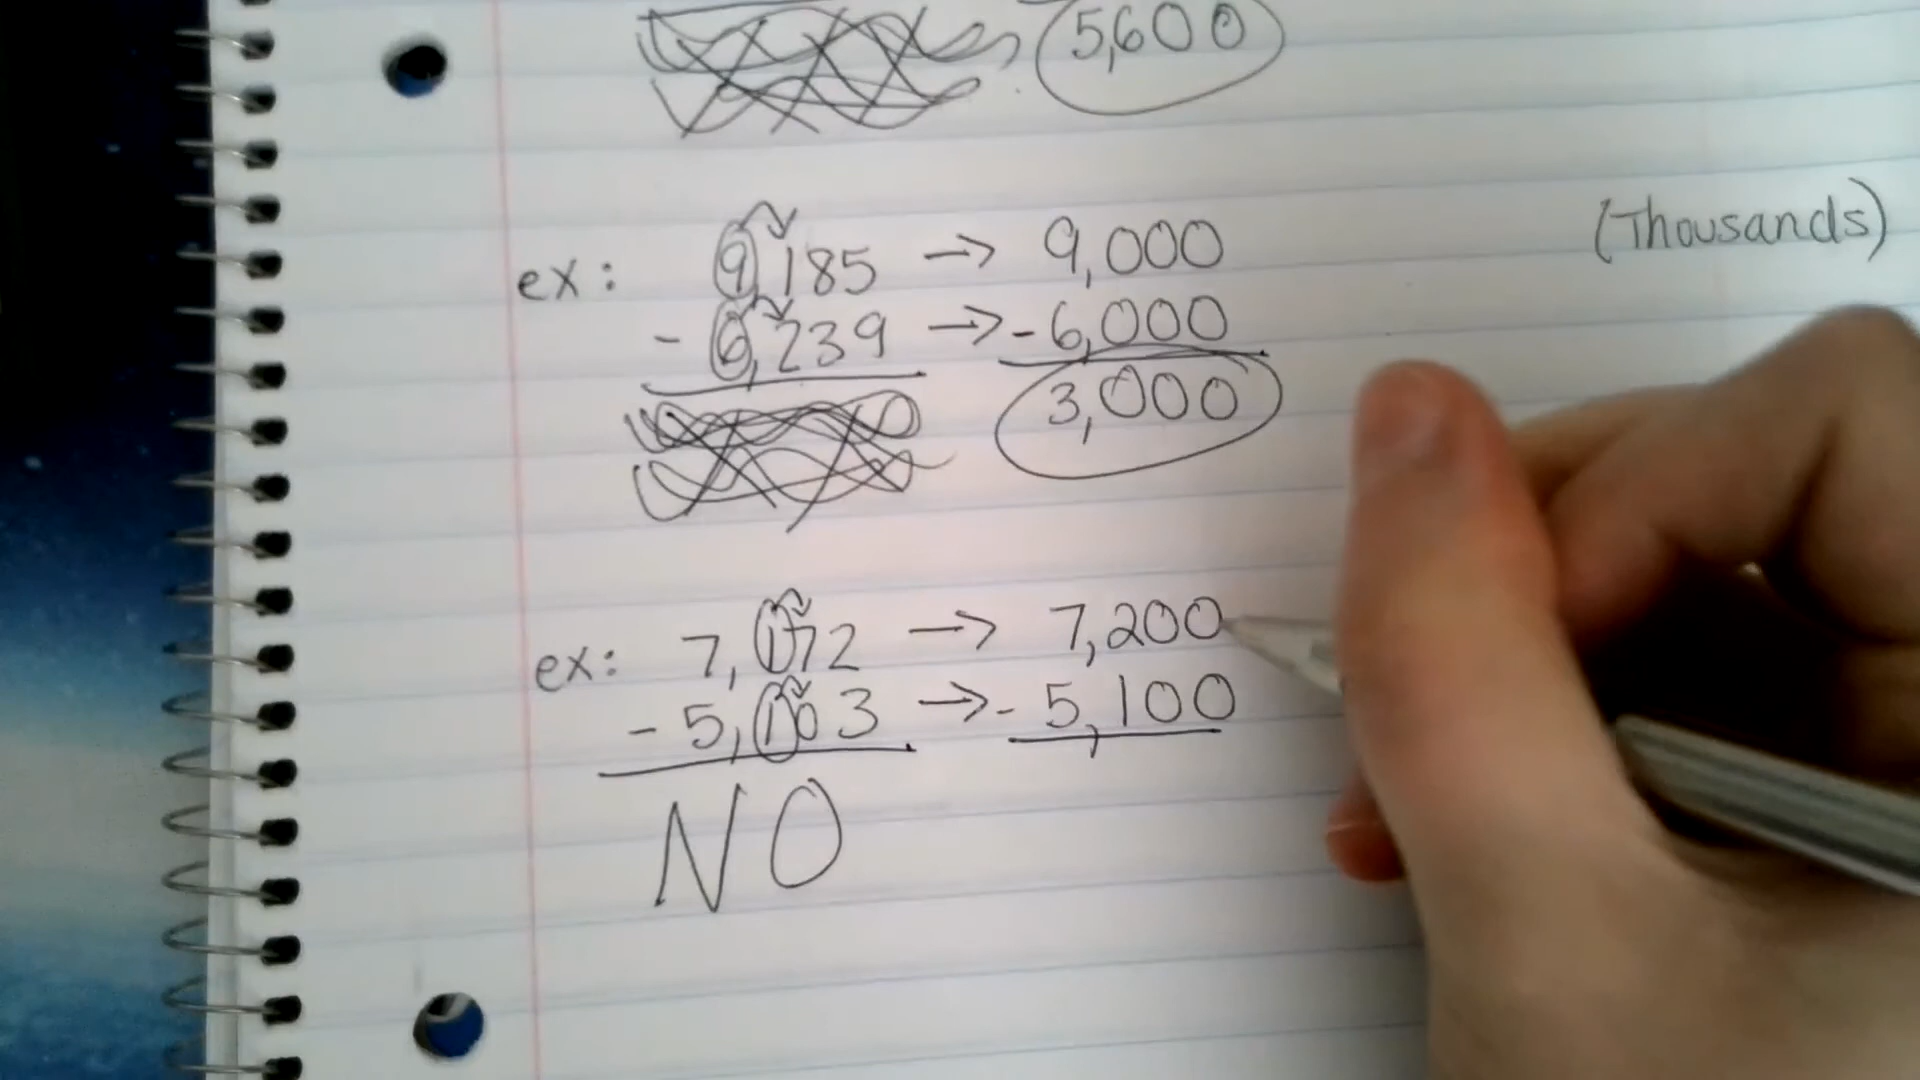 5,600
ex: 9,185 → 9,000 (Thousands)
- 6,239 → - 6,000
3,000
ex: 7,172 → 7,200
- 5,103 → - 5,100
NO